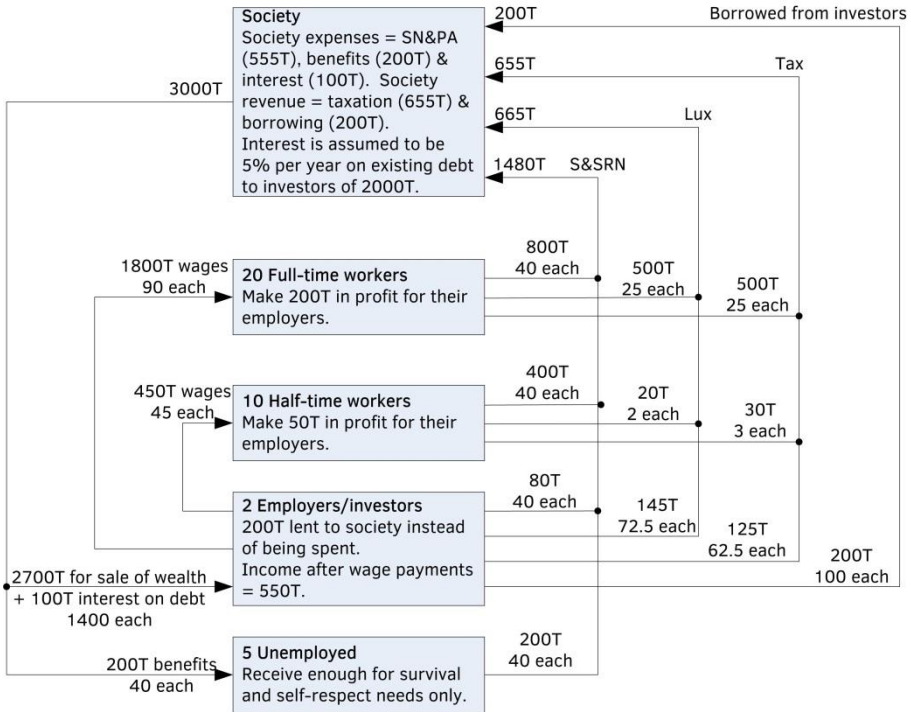 200T
Borrowed from investors
Society
Society expenses = SN&PA
(555T), benefits (200T) &
interest (100T). Society
revenue = taxation (655T) &
borrowing (200T).
Interest is assumed to be
5% per year on existing debt
to investors of 2000T.
3000T
655T
Tax
665T
Lux
1480T
S&SRN
1800T wages
90 each
20 Full-time workers
Make 200T in profit for their
employers.
800T
40 each
500T
25 each
500T
25 each
450T wages
45 each
10 Half-time workers
Make 50T in profit for their
employers.
400T
40 each
20T
2 each
30T
3 each
2 Employers/investors
200T lent to society instead
of being spent.
Income after wage payments
= 550T.
80T
40 each
145T
72.5 each
125T
62.5 each
200T
100 each
2700T for sale of wealth
+ 100T interest on debt
1400 each
200T benefits
40 each
5 Unemployed
Receive enough for survival
and self-respect needs only.
200T
40 each